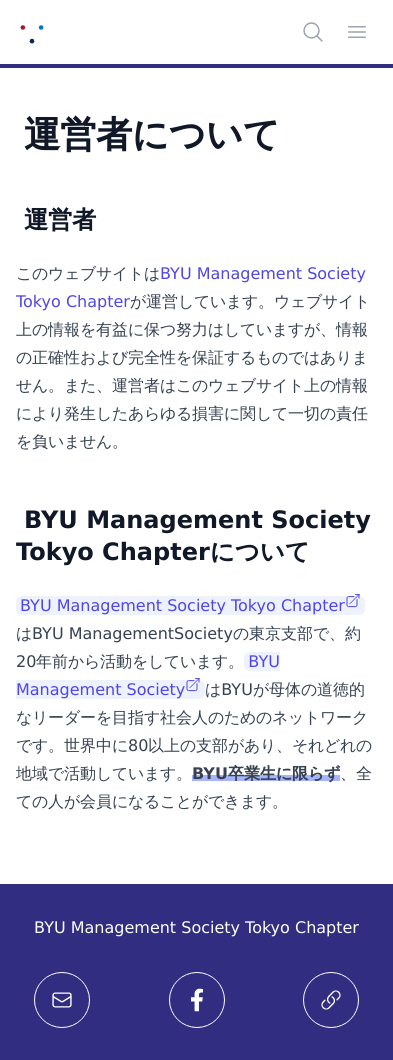 運営者について
運営者
このウェブサイトはBYU Management Society
Tokyo Chapterが運営しています。ウェブサイト
上の情報を有益に保つ努力はしていますが、情報
の正確性および完全性を保証するものではありま
せん。また、運営者はこのウェブサイト上の情報
により発生したあらゆる損害に関して一切の責任
を負いません。
BYU Management Society
Tokyo Chapterについて
BYU Management Society Tokyo Chapter
はBYU ManagementSocietyの東京支部で、約
20年前から活動をしています。BYU
Management SocietyはBYUが母体の道徳的
なリーダーを目指す社会人のためのネットワーク
です。世界中に80以上の支部があり、それどれの
地域で活動しています。BYU卒業生に限らず、全
ての人が会員になることができます。
BYU Management Society Tokyo Chapter